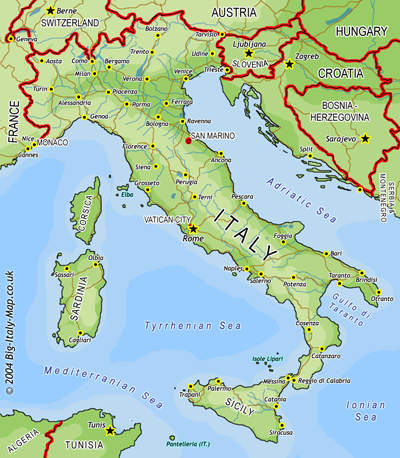 AUSTRIA
Berne
SWITZERLAND
HUNGARY
Bolzano
Tarvisio
Trento
Ljubljana
Geneva
Aosta
Como
Bergamo
Udine
SLOVENIA
Zagreb
Milan
Venice
Trieste
CROATIA
Turin
Piacenza
Alessandria
Parma
Ferrara
BOSNIA -
HERZEGOVINA
FRANCE
Genoa
Bologna
Ravenna
Nice
Cannes
MONACO
SAN MARINO
Sarajevo
Florence
Split
Siena
Ancona
Grosseto
Perugia
Elba
Terni
Pescara
Adriatic Sea
SERBIA
MONTENEGRO
CORSICA
VATICAN CITY
Rome
ITALY
Foggia
Bari
Olbia
Sassari
Naples
Salerno
Potenza
Taranto
Brindisi
Otranto
SARDINIA
Gulfo di
Taranto
Tyrrhenian Sea
Cagliari
Cosenza
Catanzaro
Isole Lipari
Mediterranean Sea
Messina
Reggio di Calabria
Trapani
Palermo
SICILY
Catania
Ionian
Sea
Siracusa
Tunis
ALGERIA
TUNISIA
Pantelleria (IT.)
© 2004 Big-Italy-Map.co.uk